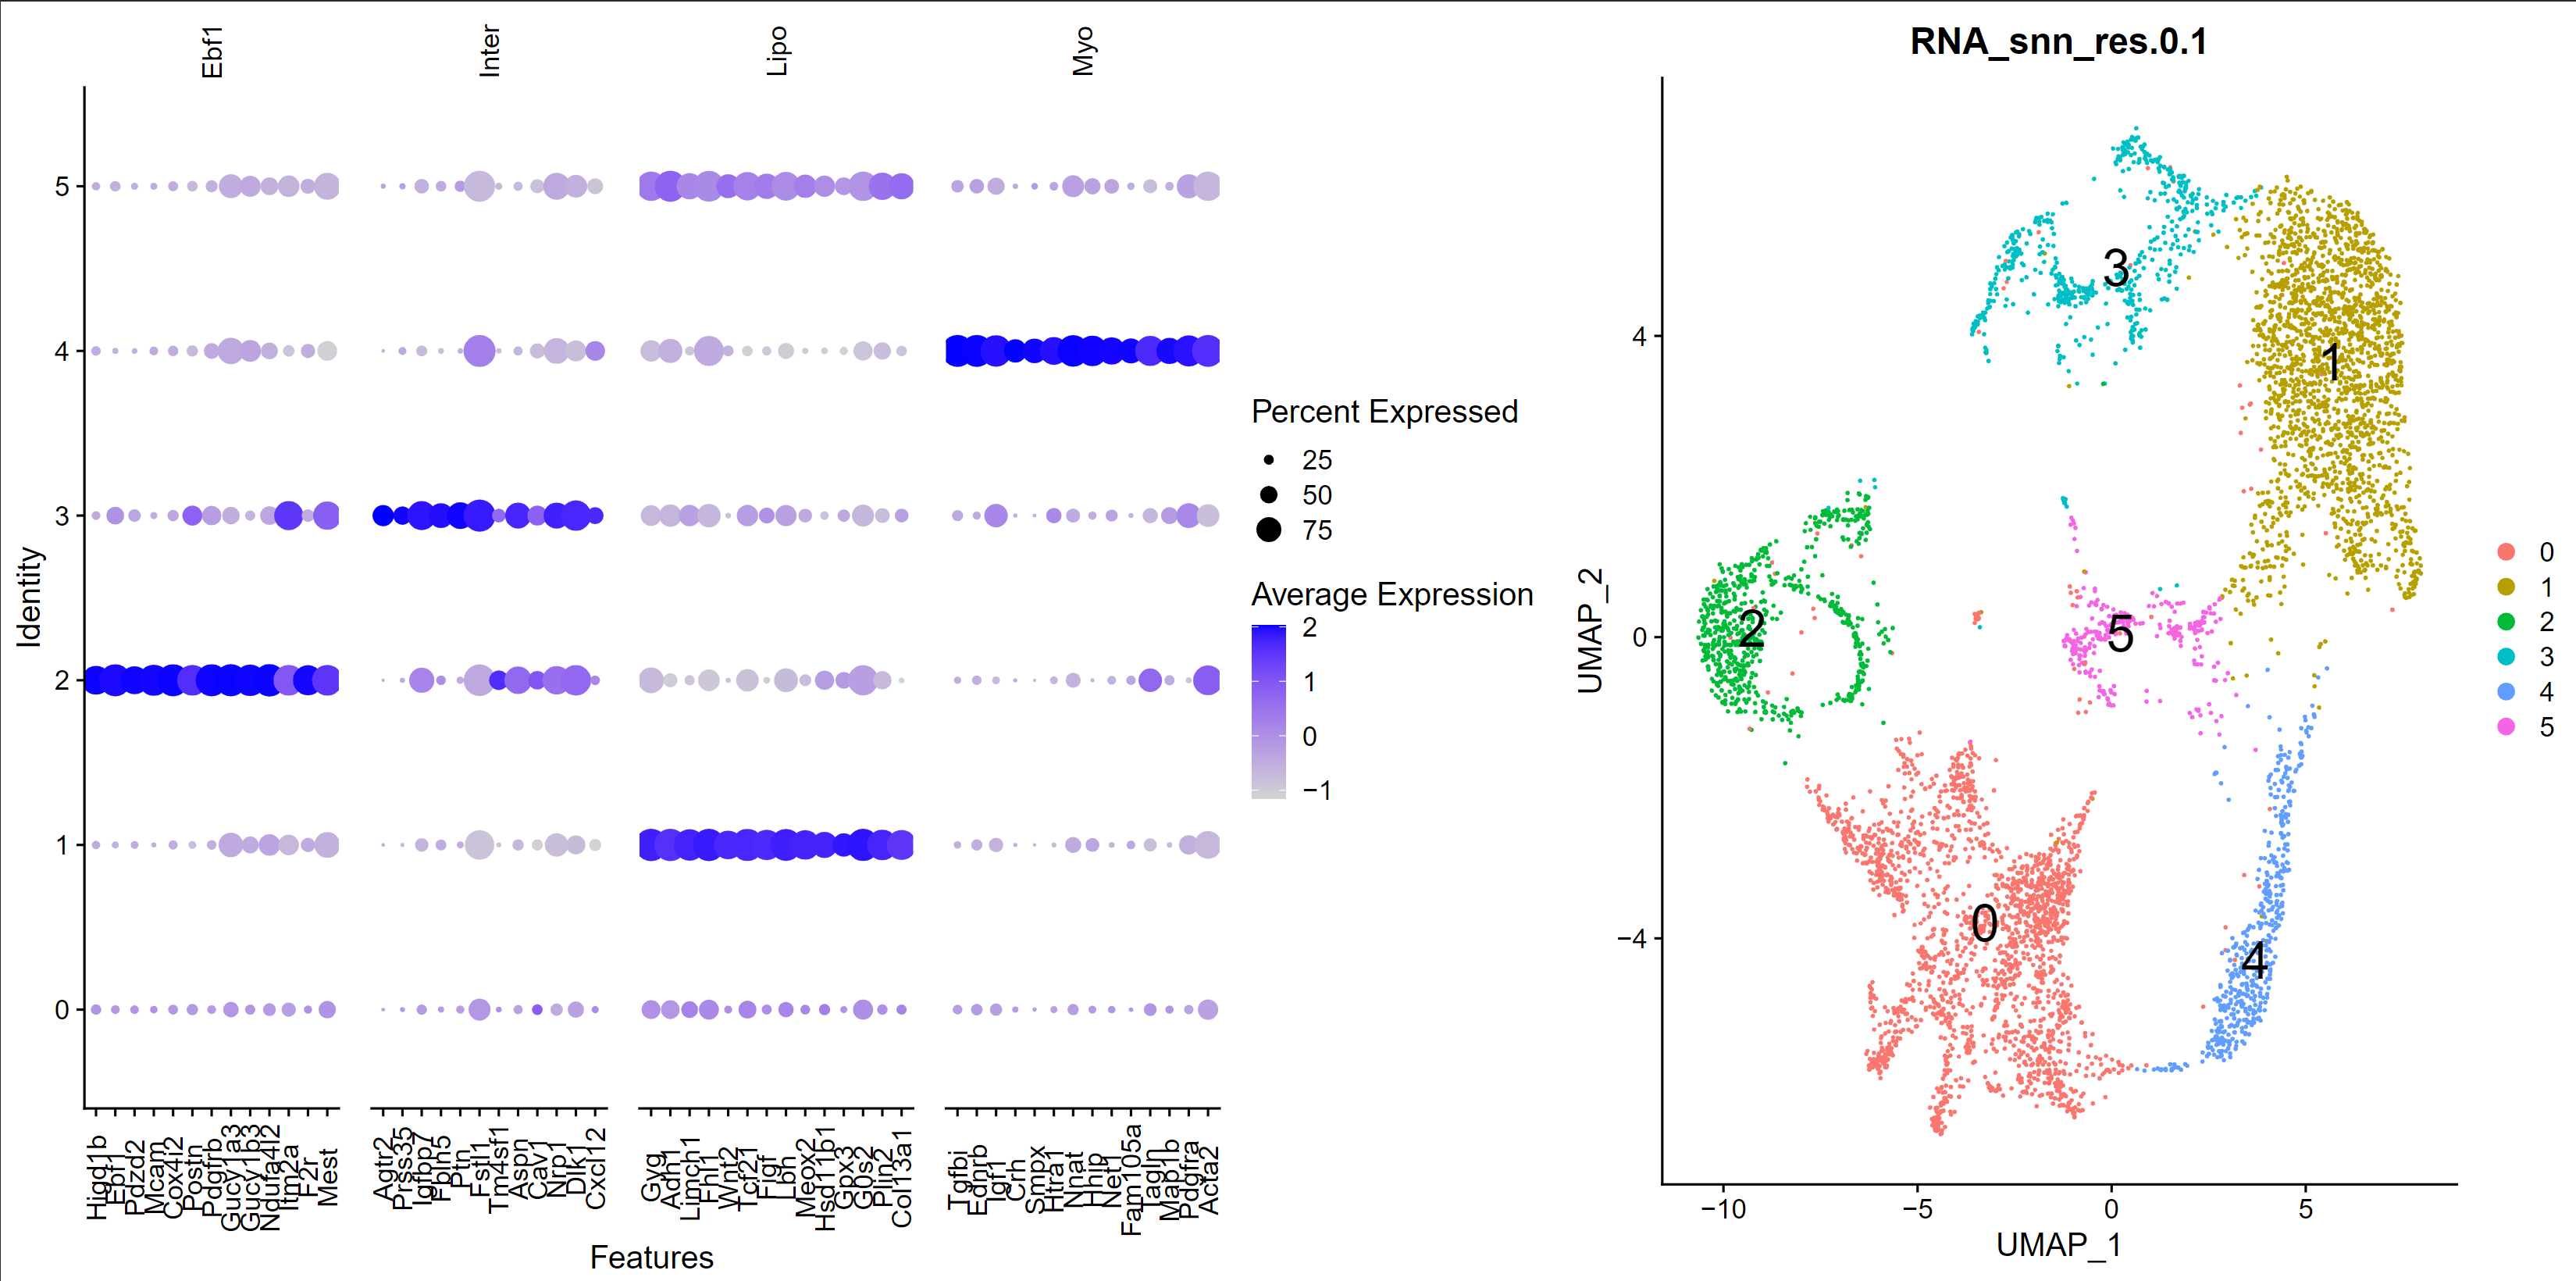 Ebf1
Inter
Lipo
Myo
Identity
5
4
3
2
1
0
Higd1b
Ebf1
Pdzd2
Mcam
Cox4i2
Postn
Pdgfrb
Gucy1a3
Gucy1b3
Ndufa4l2
Itm2a
F2r
Mest
Agtr2
Prss35
Igfbp7
Fbln5
Ptn
Fstl1
Tm4sf1
Aspn
Cav1
Nrp1
Dlk1
Cxcl12
Gyg
Adh1
Limch1
Fhl1
Wnt2
Tcf21
Figf
Lbh
Meox2
Hsd11b1
Gpx3
G0s2
Plin2
Col13a1
Tgfbi
Ednrb
Igf1
Crh
Smpx
Htra1
Nnat
Hhip
Net1
Fam105a
Tagln
Map1b
Pdgfra
Acta2
Features
Percent Expressed
25
50
75
Average Expression
2
1
0
−1
RNA_snn_res.0.1
UMAP_2
4
0
−4
3
1
2
5
0
4
−10
−5
0
5
UMAP_1
0
1
2
3
4
5